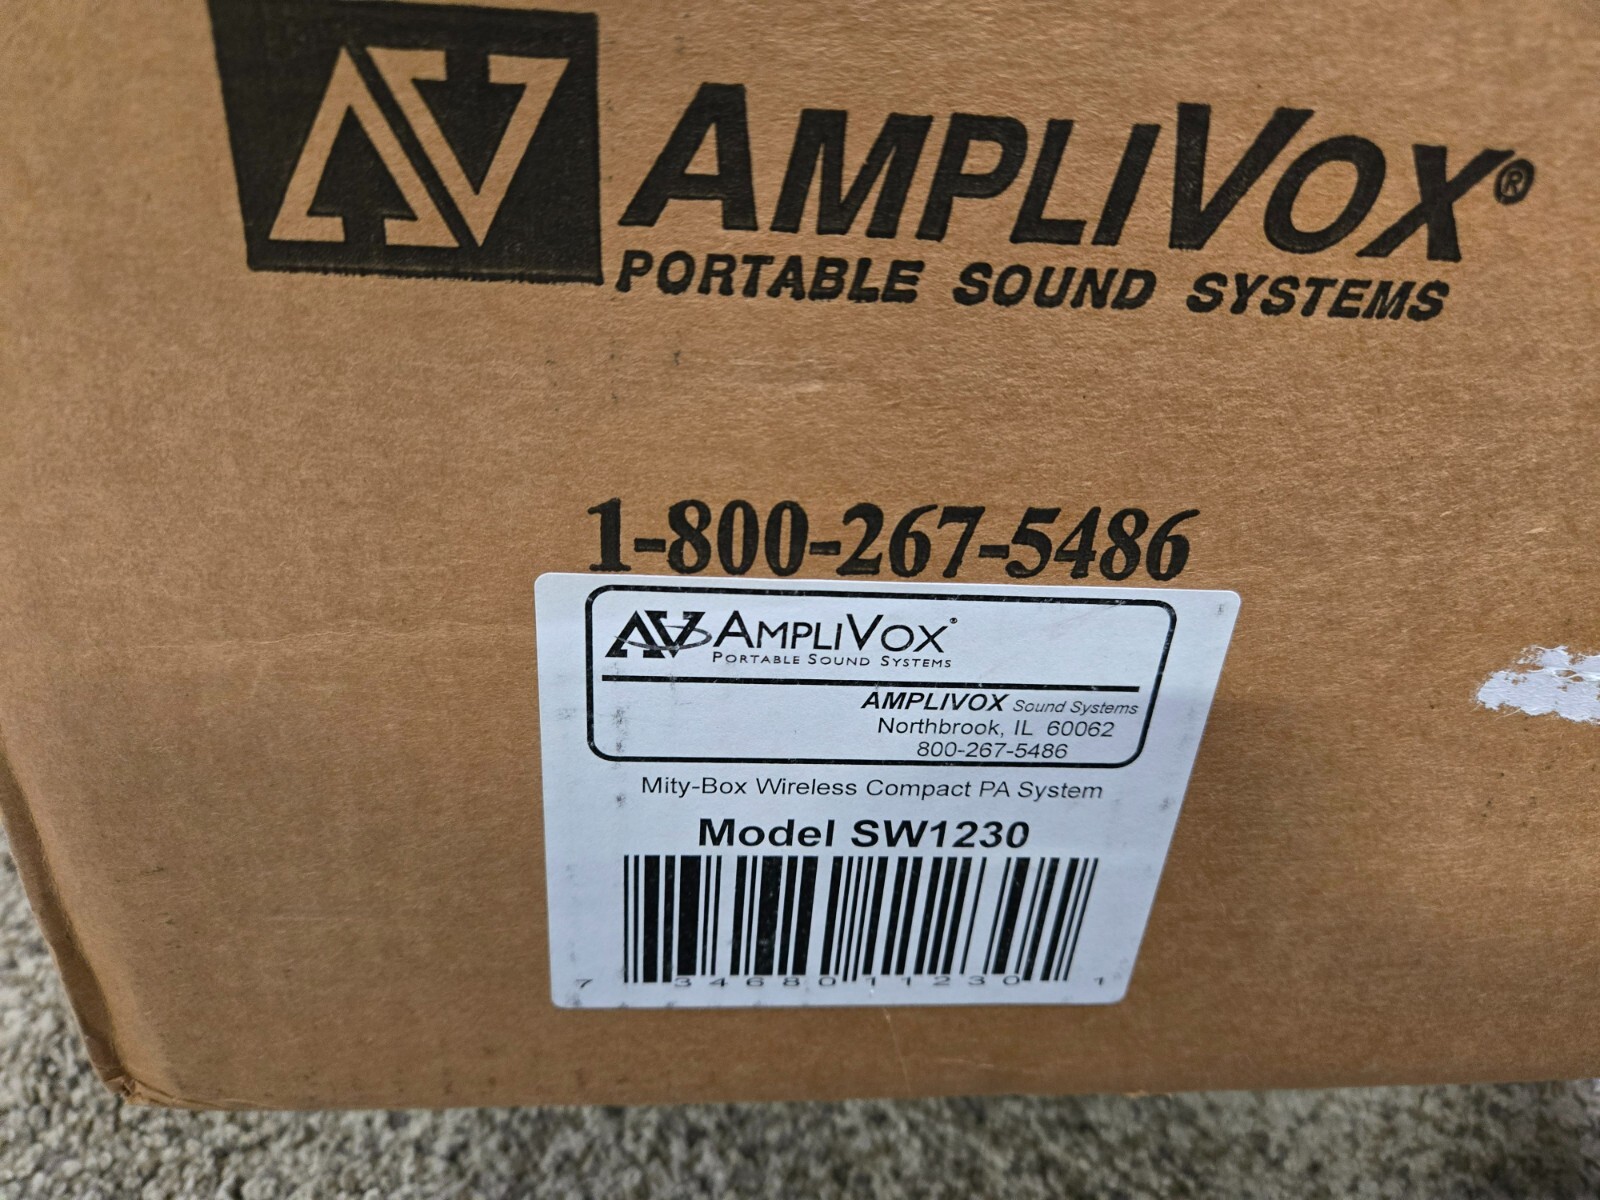 AMPLIVOX®
PORTABLE SOUND SYSTEMS
1-800-267-5486
AMPLIVOX®
PORTABLE SOUND SYSTEMS
AMPLIVOX Sound Systems
Northbrook, IL 60062
800-267-5486
Mity-Box Wireless Compact PA System
Model SW1230
7 34680 11230 1